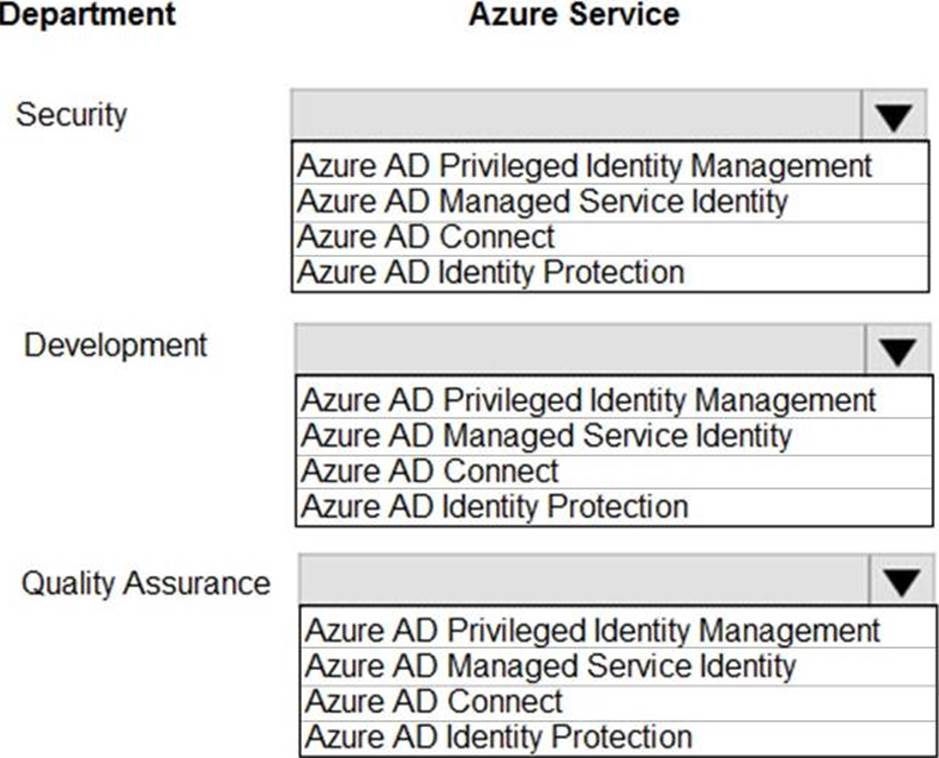 Department Azure Service
Security
Azure AD Privileged Identity Management
Azure AD Managed Service Identity
Azure AD Connect
Azure AD Identity Protection
Development
Azure AD Privileged Identity Management
Azure AD Managed Service Identity
Azure AD Connect
Azure AD Identity Protection
Quality Assurance
Azure AD Privileged Identity Management
Azure AD Managed Service Identity
Azure AD Connect
Azure AD Identity Protection